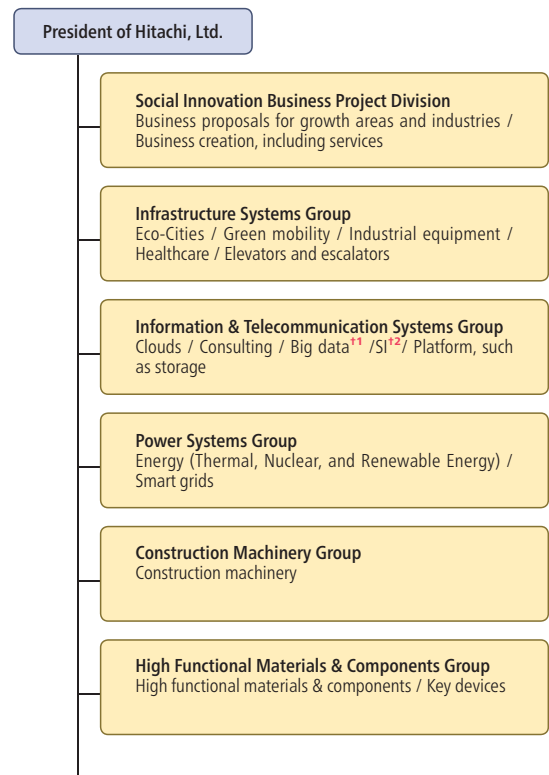 President of Hitachi, Ltd.
Social Innovation Business Project Division
Business proposals for growth areas and industries /
Business creation, including services
Infrastructure Systems Group
Eco-Cities / Green mobility / Industrial equipment /
Healthcare / Elevators and escalators
Information & Telecommunication Systems Group
Clouds / Consulting / Big data†1 /SI†2/ Platform, such
as storage
Power Systems Group
Energy (Thermal, Nuclear, and Renewable Energy) /
Smart grids
Construction Machinery Group
Construction machinery
High Functional Materials & Components Group
High functional materials & components / Key devices